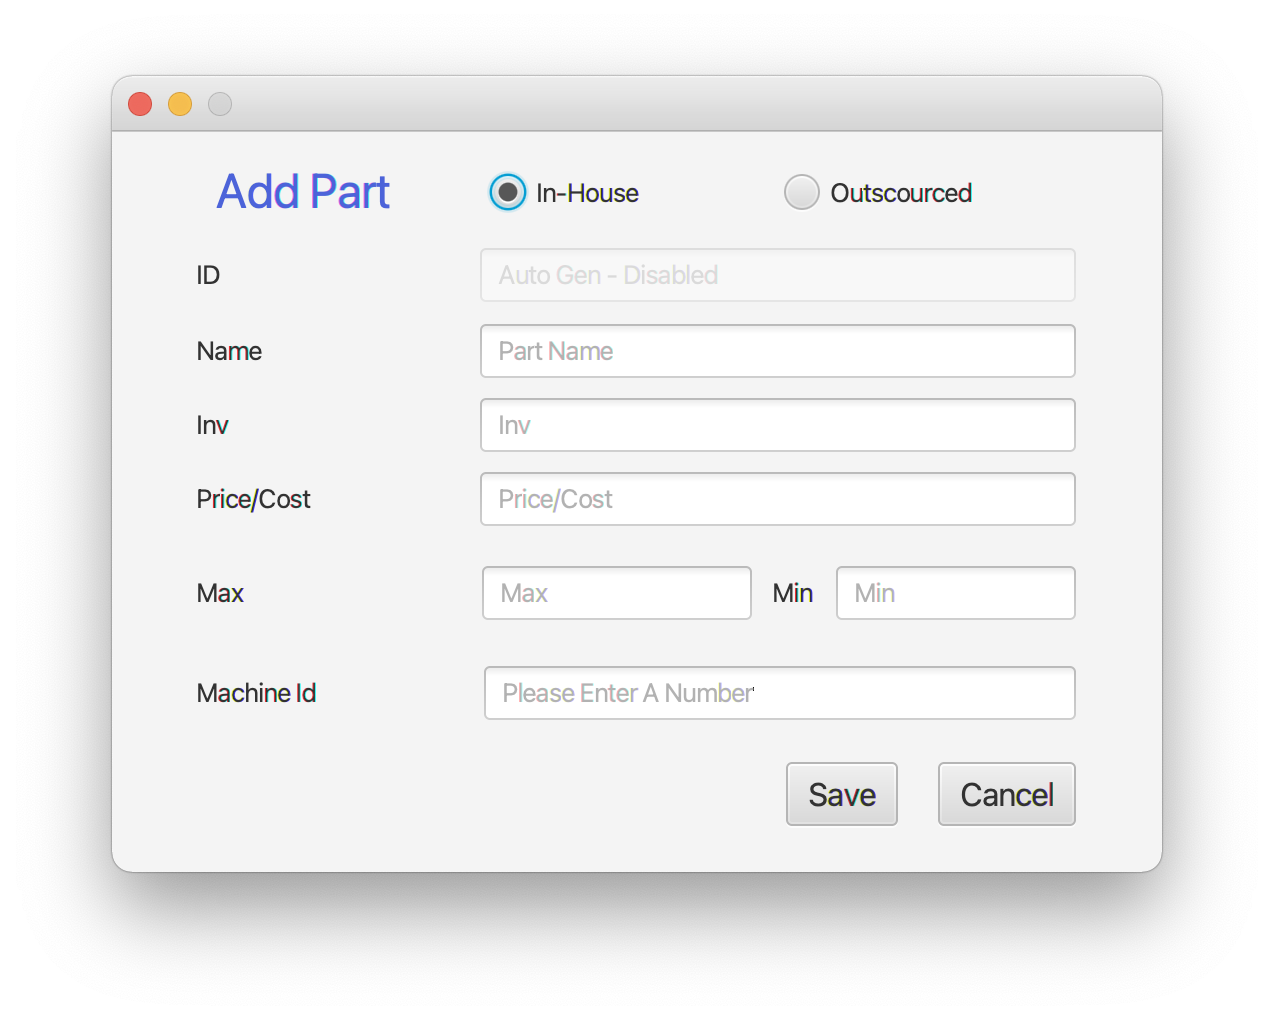 Add Part In-House Outscourced
ID Auto Gen - Disabled
Name Part Name
Inv Inv
Price/Cost Price/Cost
Max Max Min Min
Machine Id Please Enter A Number'
Save Cancel